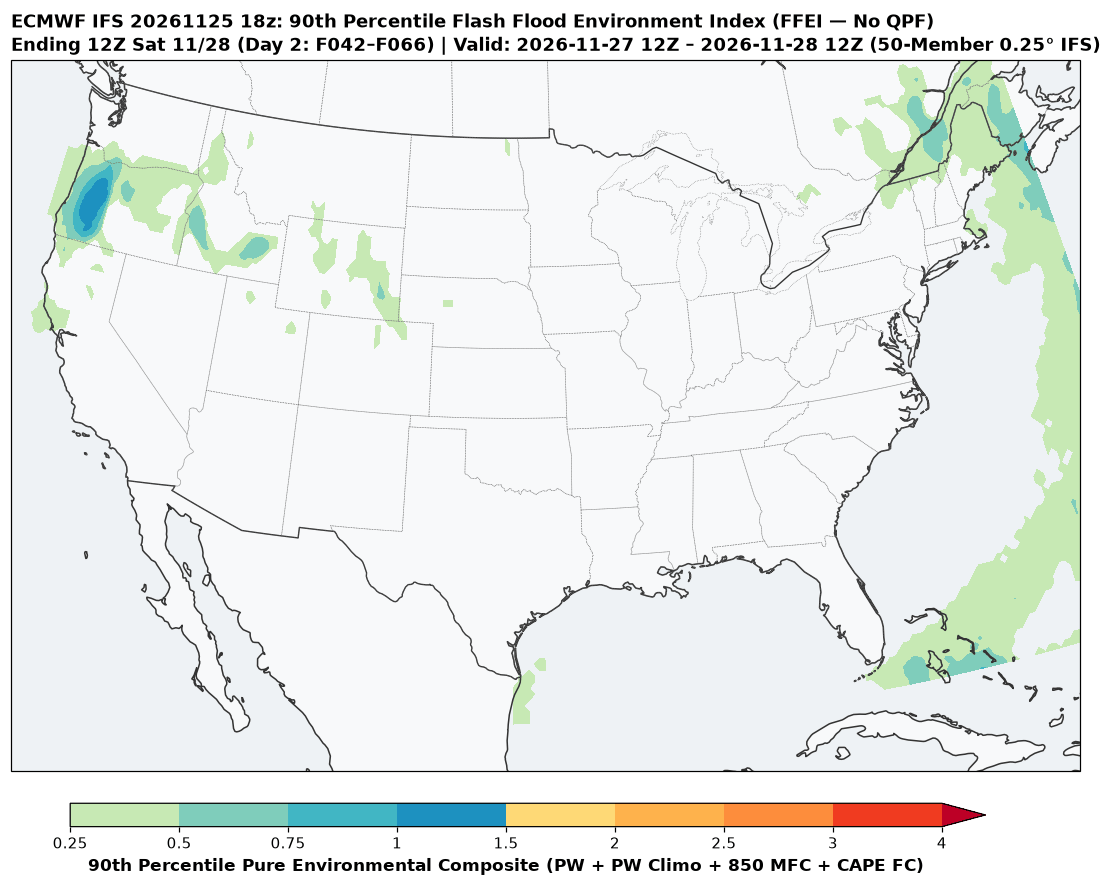 ECMWF IFS 20261125 18z: 90th Percentile Flash Flood Environment Index (FFEI — No QPF)
Ending 12Z Sat 11/28 (Day 2: F042–F066) | Valid: 2026-11-27 12Z – 2026-11-28 12Z (50-Member 0.25° IFS)
0.25 0.5 0.75 1 1.5 2 2.5 3 4
90th Percentile Pure Environmental Composite (PW + PW Climo + 850 MFC + CAPE FC)